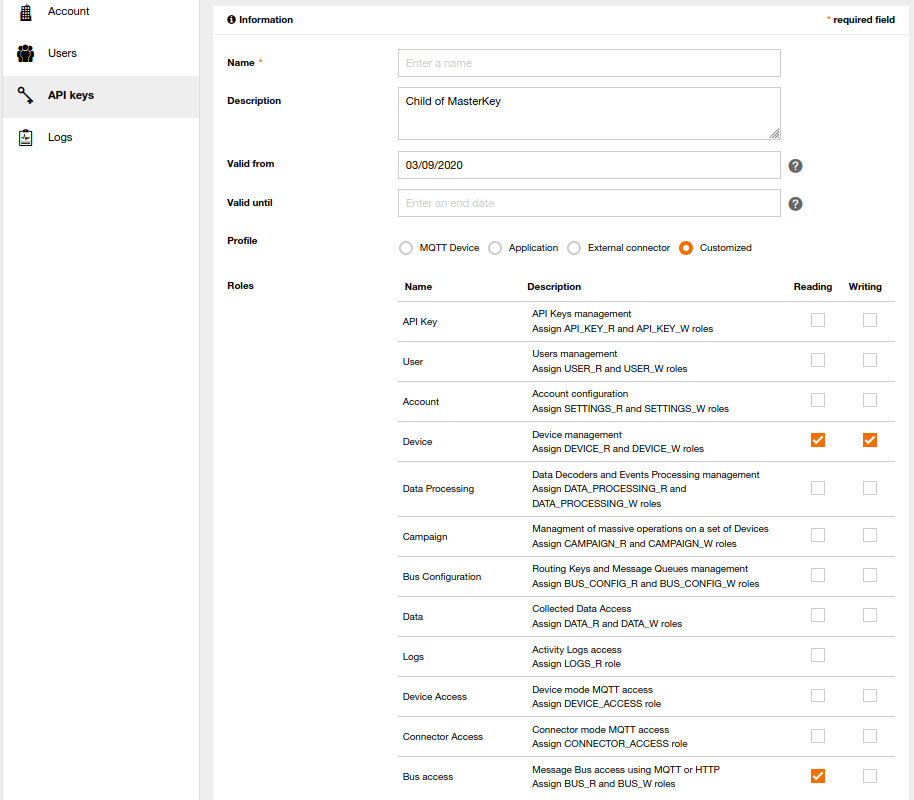 Account
Users
API keys
Logs
Information
* required field
Name *
Enter a name
Description
Child of MasterKey
Valid from
03/09/2020
?
Valid until
Enter an end date
?
Profile
MQTT Device
Application
External connector
Customized
Roles
Name Description Reading Writing
API Key
API Keys management
Assign API_KEY_R and API_KEY_W roles
User
Users management
Assign USER_R and USER_W roles
Account
Account configuration
Assign SETTINGS_R and SETTINGS_W roles
Device
Device management
Assign DEVICE_R and DEVICE_W roles
Data Processing
Data Decoders and Events Processing management
Assign DATA_PROCESSING_R and
DATA_PROCESSING_W roles
Campaign
Managment of massive operations on a set of Devices
Assign CAMPAIGN_R and CAMPAIGN_W roles
Bus Configuration
Routing Keys and Message Queues management
Assign BUS_CONFIG_R and BUS_CONFIG_W roles
Data
Collected Data Access
Assign DATA_R and DATA_W roles
Logs
Activity Logs access
Assign LOGS_R role
Device Access
Device mode MQTT access
Assign DEVICE_ACCESS role
Connector Access
Connector mode MQTT access
Assign CONNECTOR_ACCESS role
Bus access
Message Bus access using MQTT or HTTP
Assign BUS_R and BUS_W roles